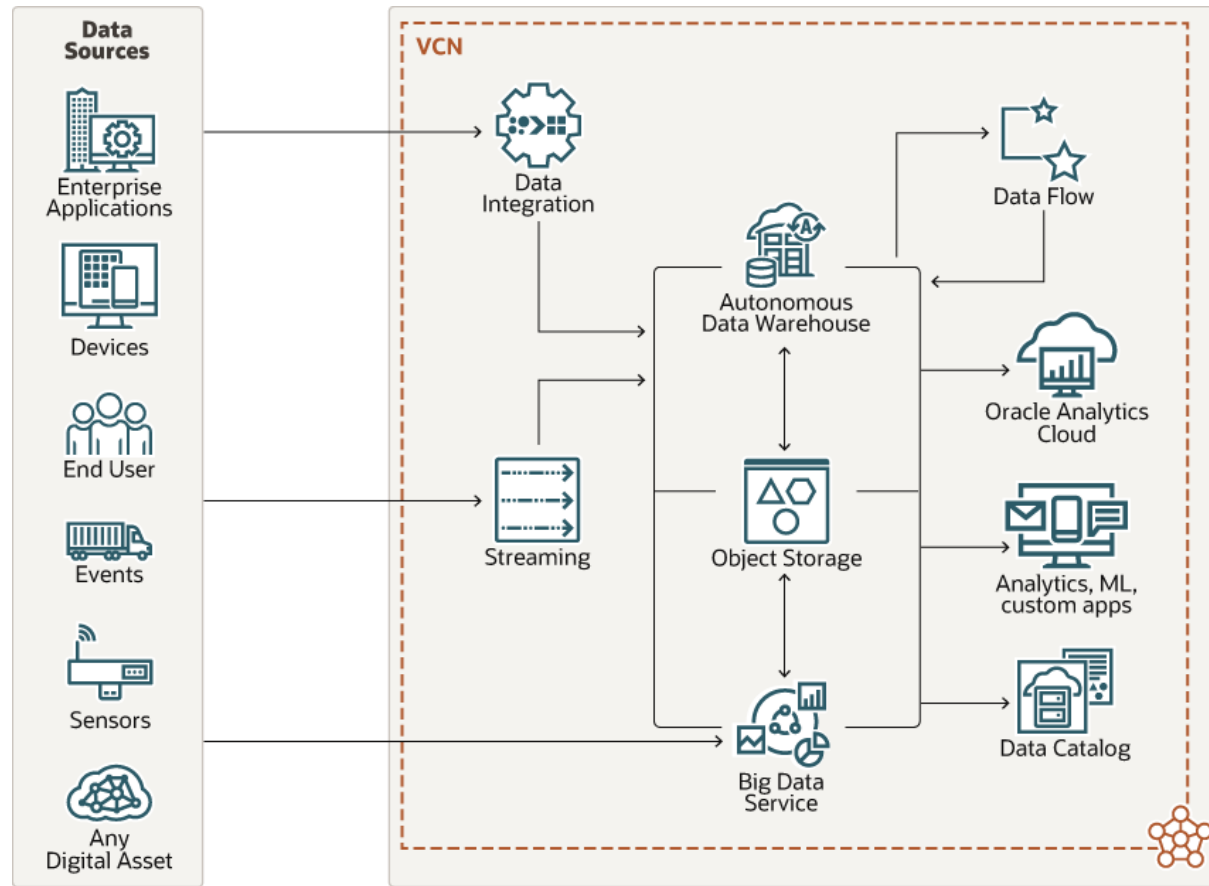 Data
Sources
Enterprise
Applications
Devices
End User
Events
Sensors
Any
Digital Asset
VCN
Data
Integration
Streaming
A
Autonomous
Data Warehouse
Object Storage
Big Data
Service
Data Flow
Oracle Analytics
Cloud
Analytics, ML,
custom apps
Data Catalog